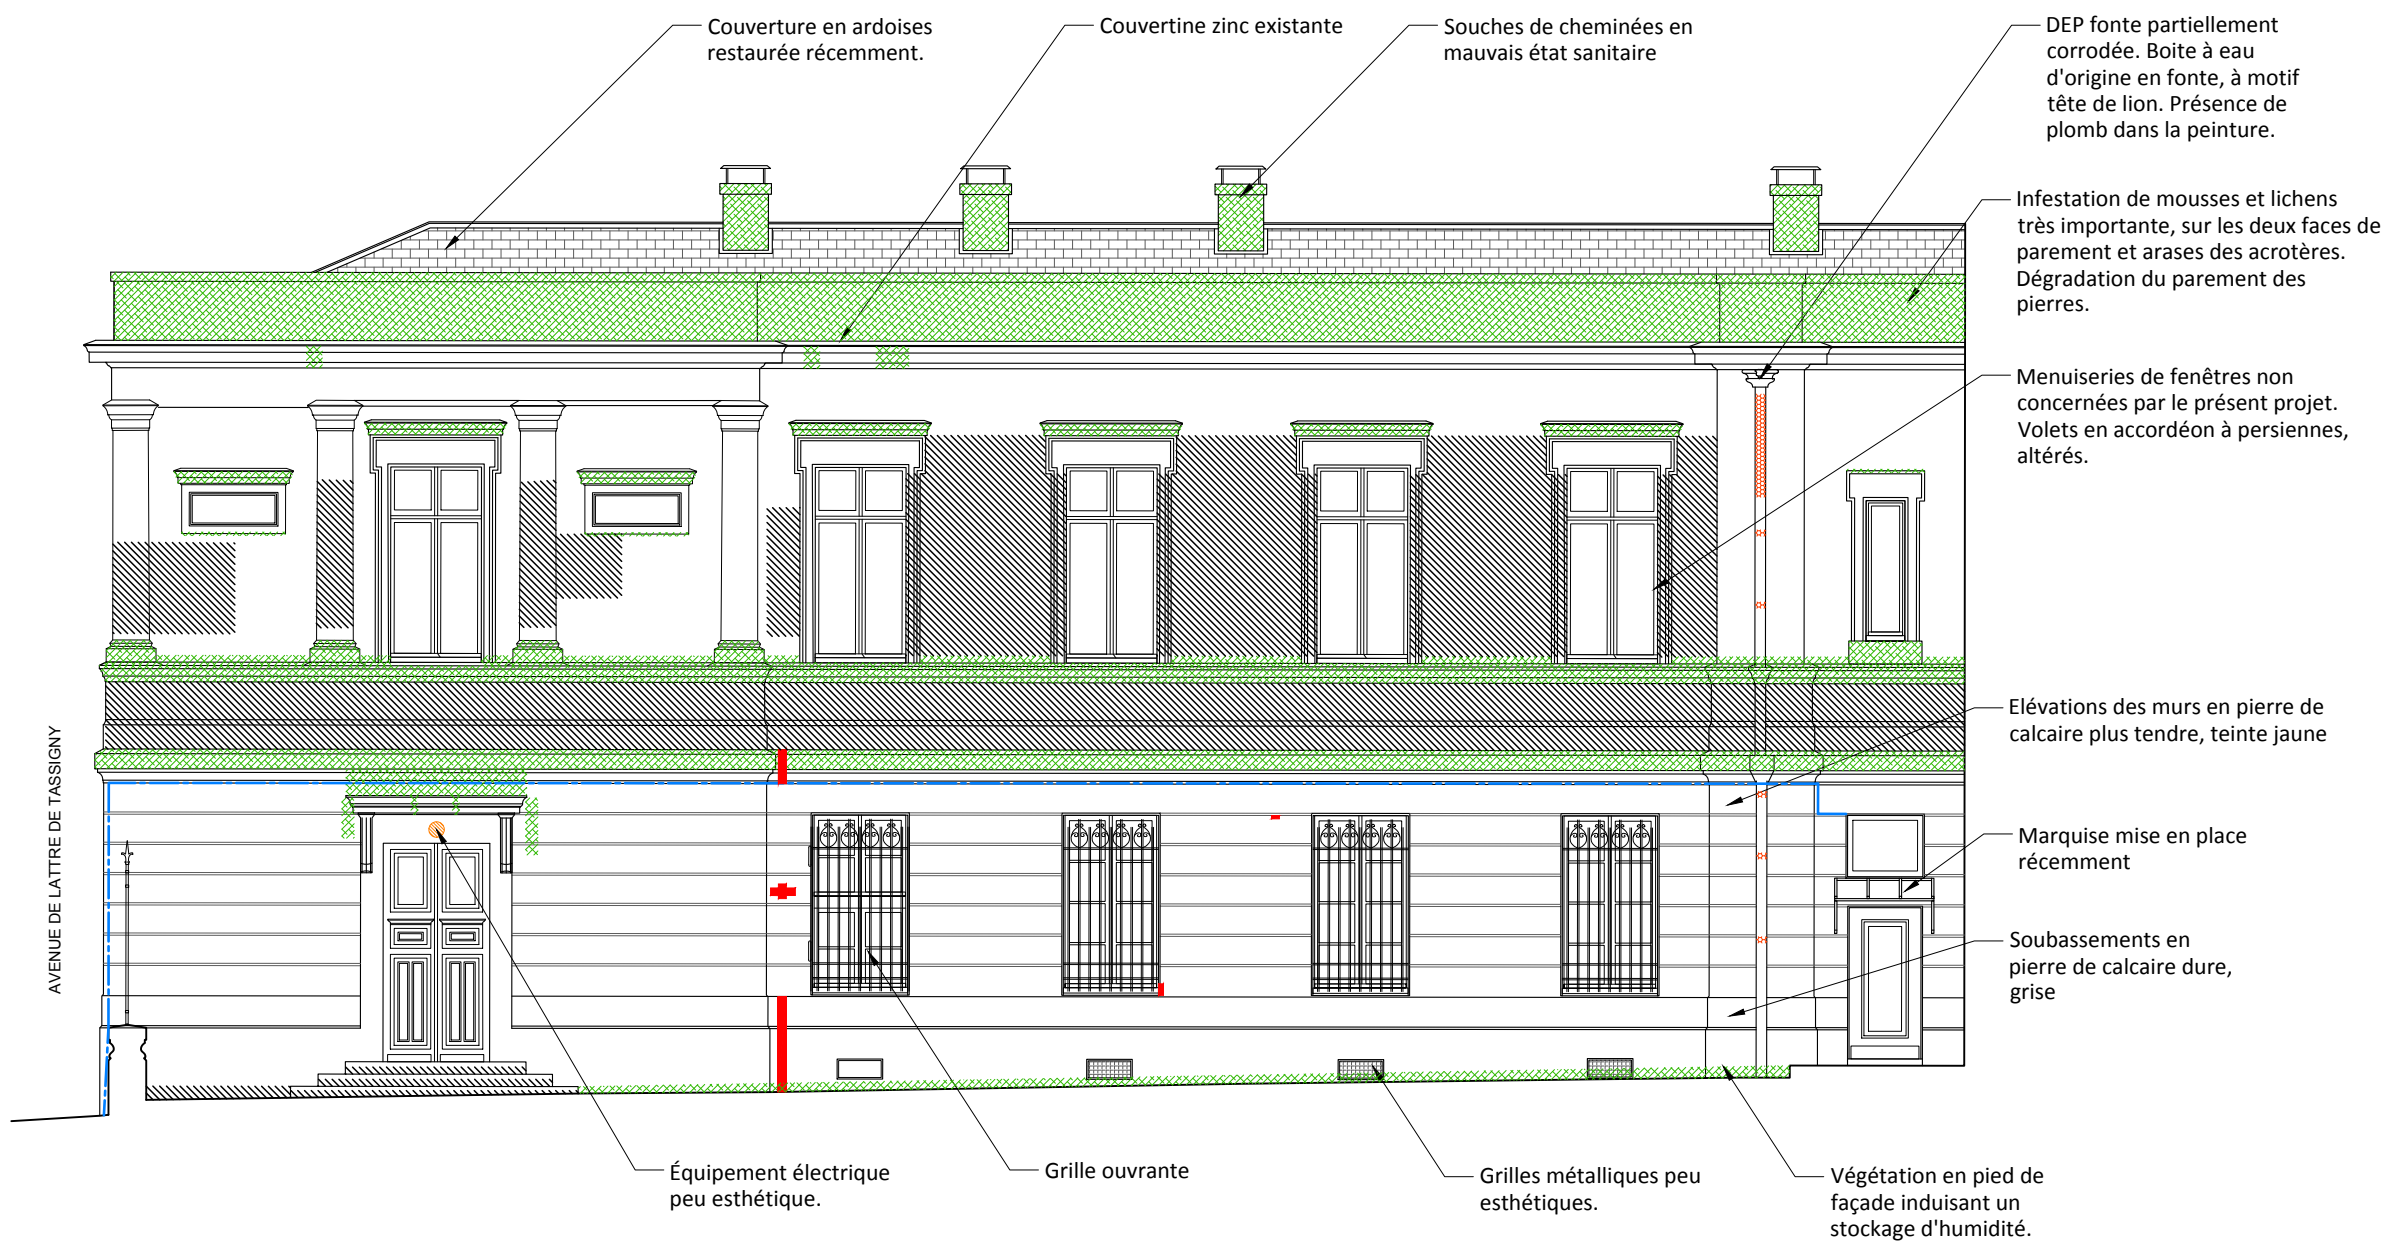 Couverture en ardoises
restaurée récemment.
Couvertine zinc existante
Souches de cheminées en
mauvais état sanitaire
DEP fonte partiellement
corrodée. Boite à eau
d'origine en fonte, à motif
tête de lion. Présence de
plomb dans la peinture.
Infestation de mousses et lichens
très importante, sur les deux faces de
parement et arases des acrotères.
Dégradation du parement des
pierres.
Menuiseries de fenêtres non
concernées par le présent projet.
Volets en accordéon à persiennes,
altérés.
Elévations des murs en pierre de
calcaire plus tendre, teinte jaune
Marquise mise en place
récemment
Soubassements en
pierre de calcaire dure,
grise
AVENUE DE LATTRE DE TASSIGNY
Équipement électrique
peu esthétique.
Grille ouvrante
Grilles métalliques peu
esthétiques.
Végétation en pied de
façade induisant un
stockage d'humidité.